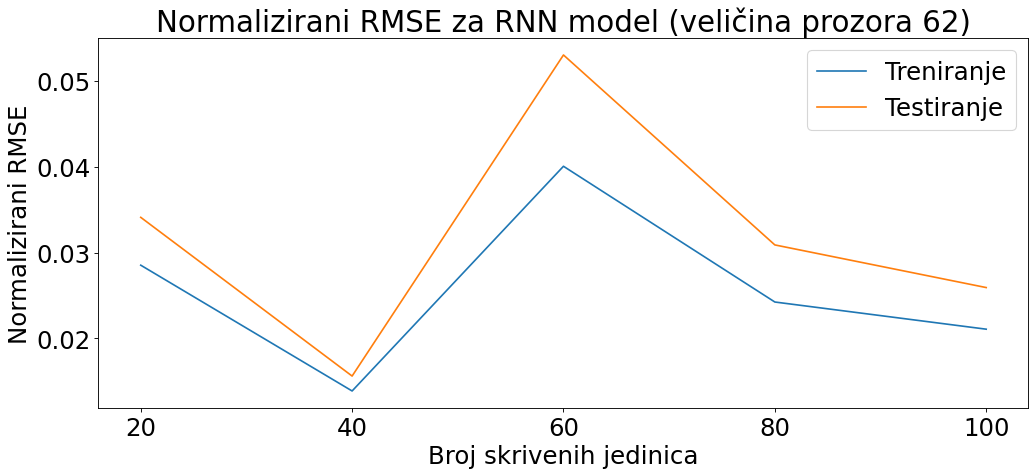 Normalizirani RMSE za RNN model (veličina prozora 62)
Treniranje
Testiranje
Normalizirani RMSE
0.05
0.04
0.03
0.02
20 40 60 80 100
Broj skrivenih jedinica